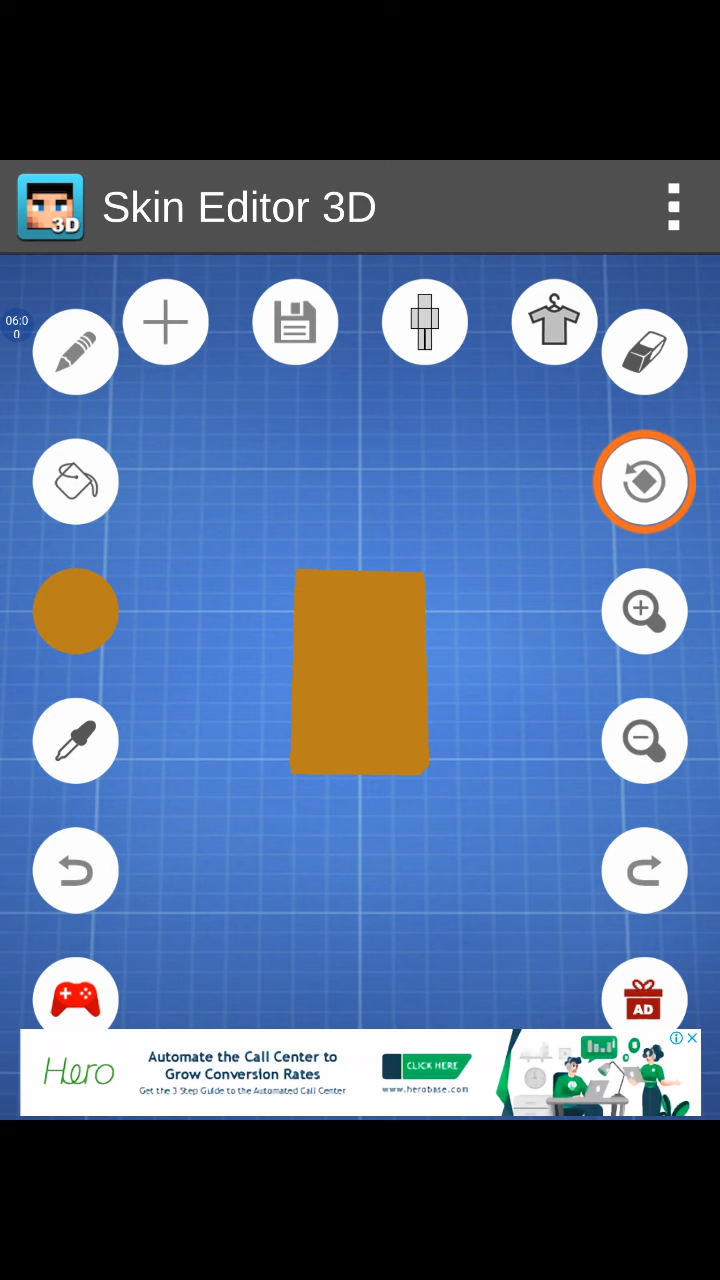 3D
Skin Editor 3D
06:0
0
AD
Hero
Automate the Call Center to
Grow Conversion Rates
Get the 3 Step Guide to the Automated Call Center
CLICK HERE
www.herobase.com